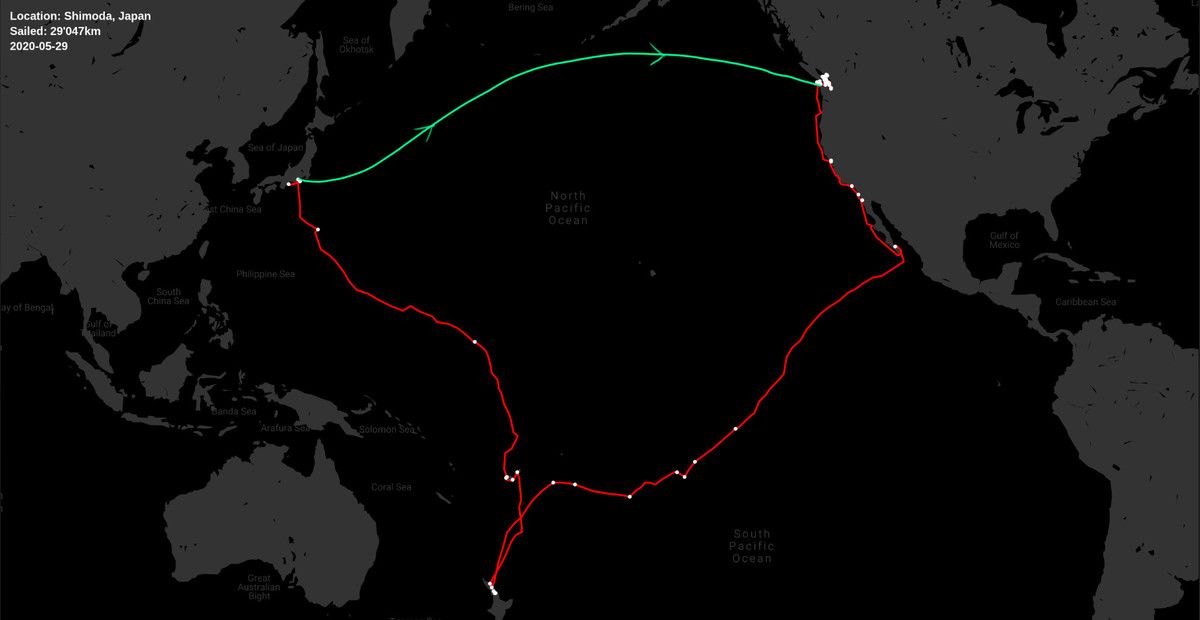 Location: Shimoda, Japan
Sailed: 29'047km
2020-05-29
Bering Sea
Sea of
Okhotsk
Sea of Japan
st China Sea
North
Pacific
Ocean
Gulf of
Mexico
Philippine Sea
South
China Sea
ay of Bengal
Caribbean Sea
Gulf of
Thailand
Banda Sea
Arafura Sea
Solomon Sea
Coral Sea
South
Pacific
Ocean
Great
Australian
Bight